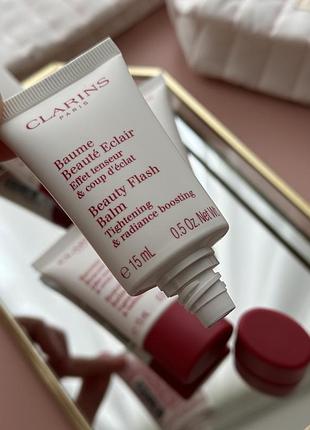 CLARINS
PARIS
Baume
Beauté Eclair
Effet tenseur
& coup d'éclat
Beauty Flash
Balm
Tightening
& radiance boosting
℮ 15 mL 0.5 Oz. Net